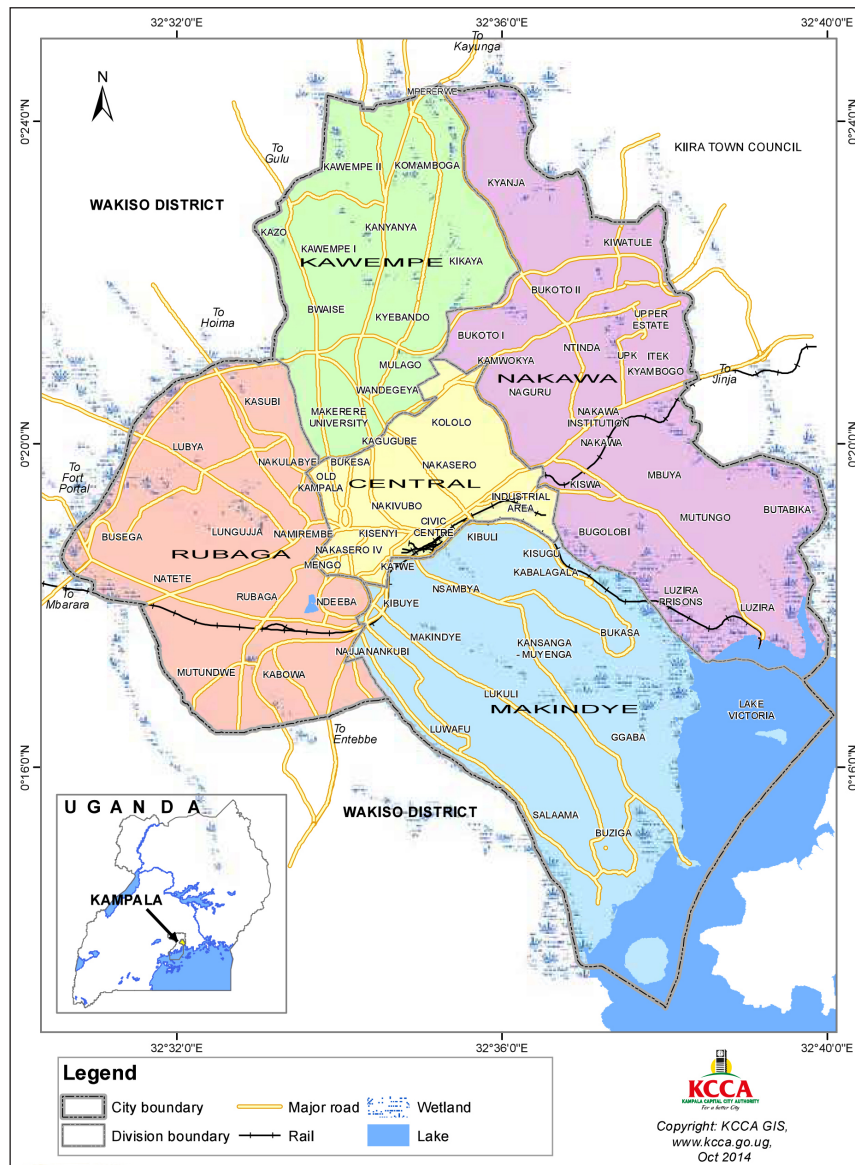 32°32'0"E
32°36'0"E
32°40'0"E
To
Kayunga
N
MPERERWE
0°24'0"N
0°24'0"N
To
Gulu
KIIRA TOWN COUNCIL
KAWEMPE II
KOMAMBOGA
KYANJA
WAKISO DISTRICT
KAZO
KANYANYA
KAWEMPE I
KIWATULE
KAWEMPE
KIKAYA
BUKOTO II
To
Hoima
BWAISE
KYEBANDO
UPPER
ESTATE
BUKOTO I
NTINDA
MULAGO
KAMWOKYA
UPK
ITEK
KYAMBOGO
To
Jinja
NAKAWA
WANDEGEYA
NAGURU
KASUBI
MAKERERE
UNIVERSITY
NAKAWA
INSTITUTION
KOLOLO
0°20'0"N
0°20'0"N
KAGUGUBE
NAKAWA
LUBYA
NAKULABYE
BUKESA
NAKASERO
To
Fort
Portal
OLD
KAMPALA
CENTRAL
KISWA
MBUYA
NAKIVUBO
INDUSTRIAL
AREA
BUTABIKA
MUTUNGO
CIVIC
CENTRE
BUSEGA
LUNGUJJA
NAMIREMBE
KISENYI
KIBULI
BUGOLOBI
RUBAGA
NAKASERO IV
KISUGU
MENGO
KATWE
KABALAGALA
NATETE
NSAMBYA
LUZIRA
PRISONS
To
Mbarara
RUBAGA
NDEEBA
KIBUYE
LUZIRA
BUKASA
MAKINDYE
KANSANGA
-MUYENGA
NAJJANANKUBI
MUTUNDWE
KABOWA
LUKULI
MAKINDYE
LAKE
VICTORIA
To
Entebbe
LUWAFU
GGABA
0°16'0"N
0°16'0"N
WAKISO DISTRICT
SALAAMA
BUZIGA
UGANDA
KAMPALA
32°32'0"E
32°36'0"E
32°40'0"E
Legend
City boundary
Major road
Wetland
Division boundary
Rail
Lake
KCCA
KAMPALA CAPITAL CITY AUTHORITY
For a better City
Copyright: KCCA GIS,
www.kcca.go.ug,
Oct 2014